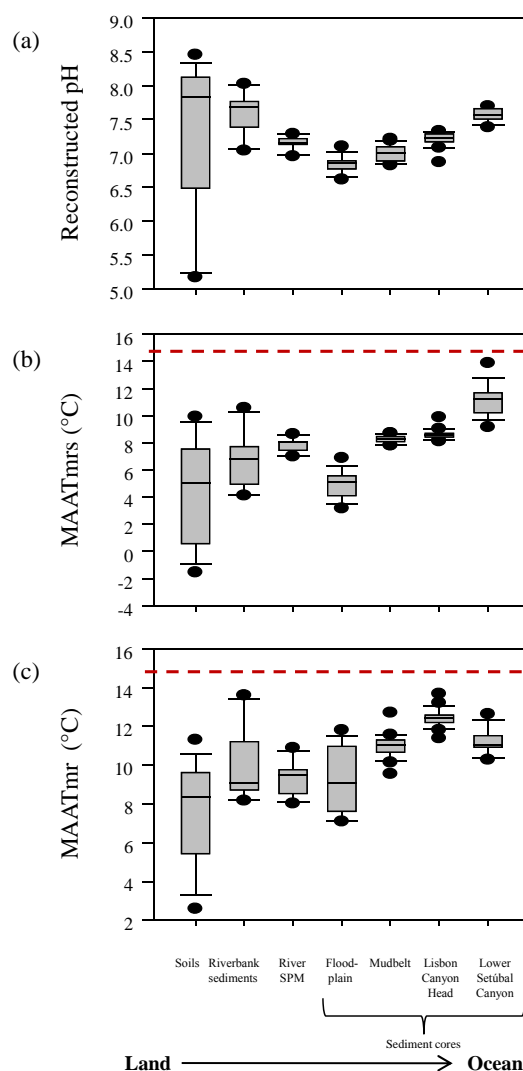 (a)
Reconstructed pH
9.0
8.5
8.0
7.5
7.0
6.5
6.0
5.5
5.0
(b)
MAATmrs (°C)
16
14
12
10
8
6
4
2
0
-2
-4
(c)
MAATmr (°C)
16
14
12
10
8
6
4
2
Soils
Riverbank
sediments
River
SPM
Flood-
plain
Mudbelt
Lisbon
Canyon
Head
Lower
Setúbal
Canyon
Sediment cores
Land
Ocean